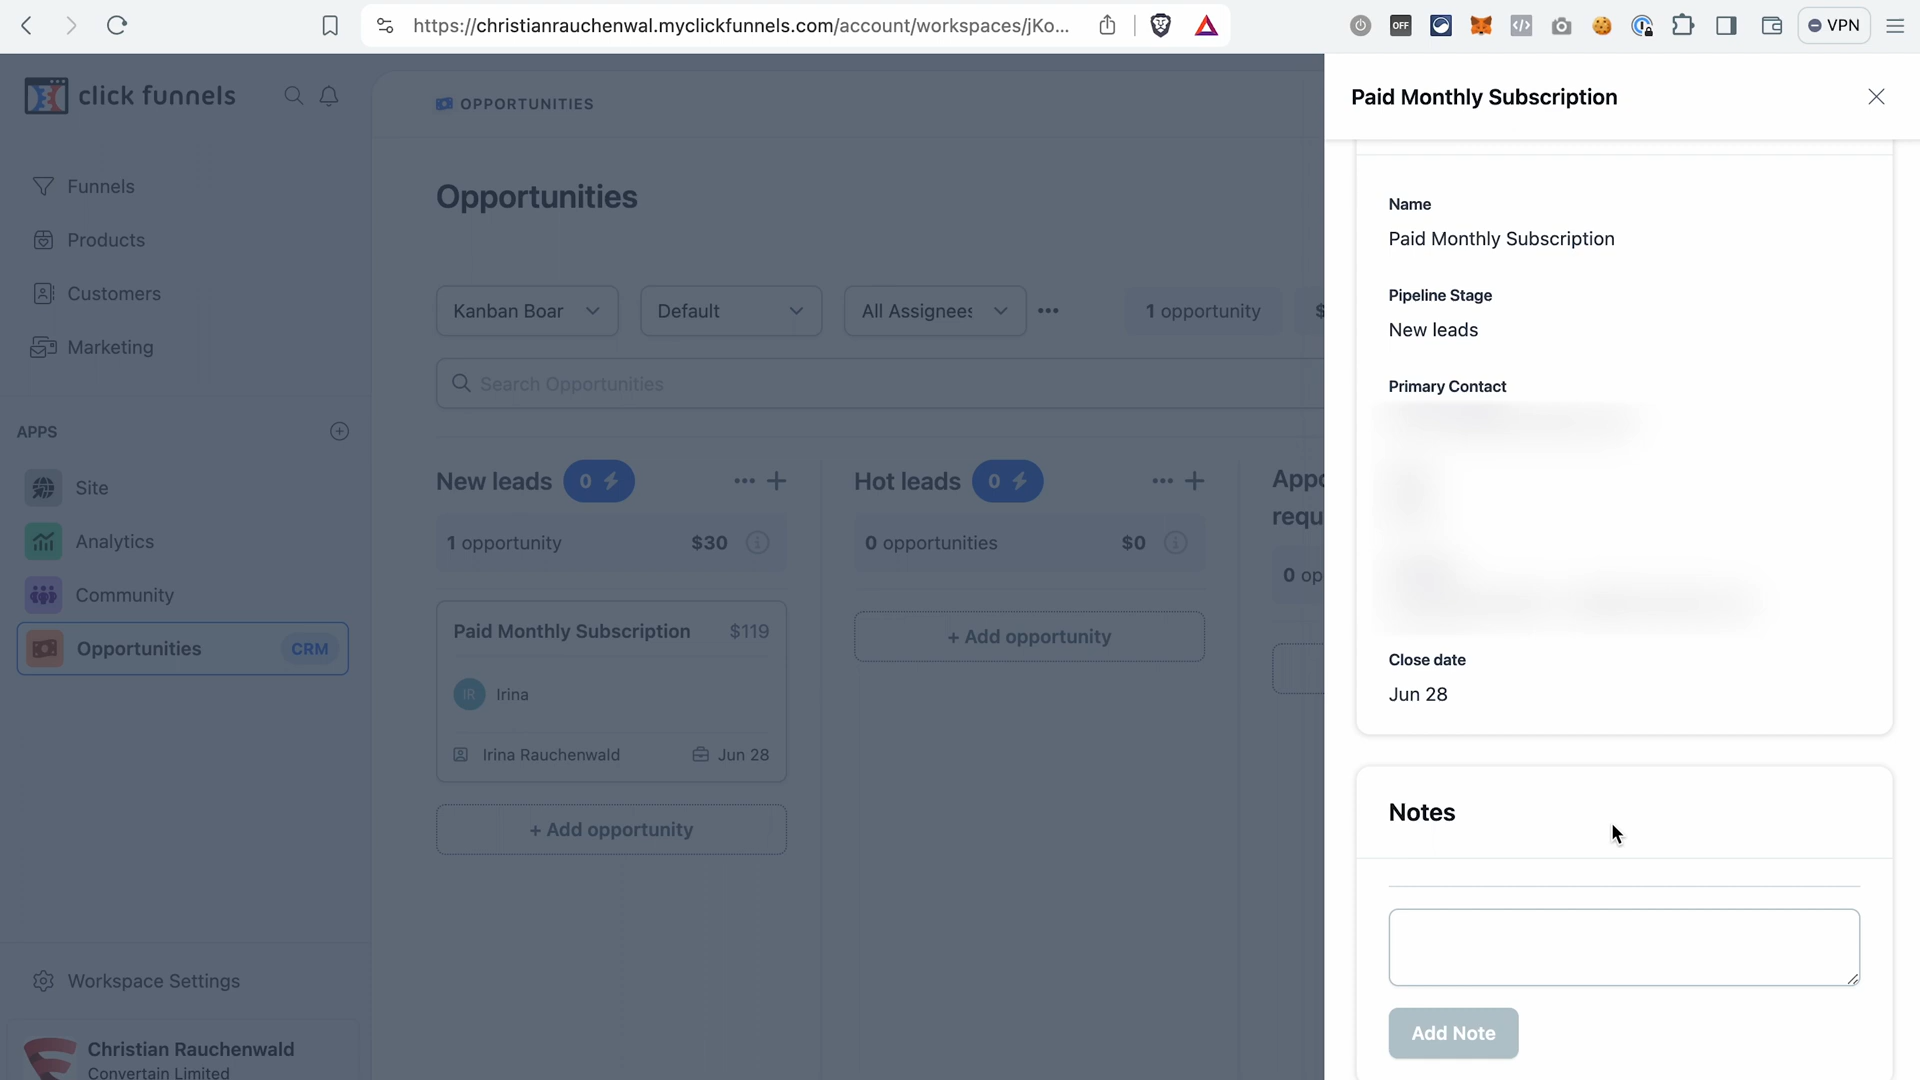 https://christianrauchenwal.myclickfunnels.com/account/workspaces/jKo...
OFF
VPN
click funnels
Funnels
Products
Customers
Marketing
APPS
Site
Analytics
Community
Opportunities CRM
Workspace Settings
Christian Rauchenwald
Convertain Limited
OPPORTUNITIES
Opportunities
Kanban Boar
Default
All Assignees
1 opportunity
$
Search Opportunities
New leads 0
1 opportunity $30
Paid Monthly Subscription $119
IR Irina
Irina Rauchenwald Jun 28
+ Add opportunity
Hot leads 0
0 opportunities $0
+ Add opportunity
Appo
requ
0 op
Paid Monthly Subscription
Name
Paid Monthly Subscription
Pipeline Stage
New leads
Primary Contact
Close date
Jun 28
Notes
Add Note